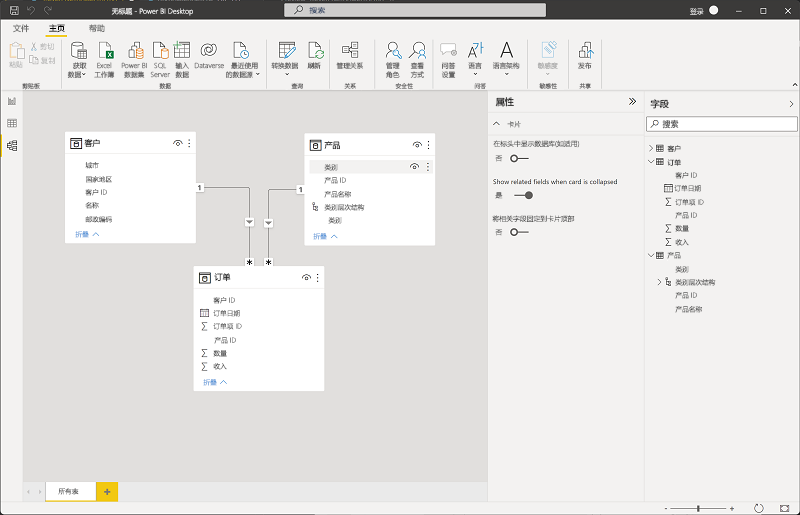 无标题 - Power BI Desktop
搜索
登录
文件
主页
帮助
粘贴
剪切
复制
获取数据
Excel 工作簿
Power BI 数据集
SQL Server
输入数据
Dataverse
最近使用的数据源
转换数据
刷新
管理关系
管理角色
查看方式
问答设置
语言
语言架构
敏感度
发布
剪贴板
数据
查询
关系
安全性
问答
敏感性
共享
客户
城市
国家地区
客户 ID
名称
邮政编码
折叠
1
产品
类别
产品 ID
产品名称
类别层次结构
类别
折叠
1
*
*
订单
客户 ID
订单日期
订单项 ID
产品 ID
数量
收入
折叠
所有表
+
属性
卡片
在标头中显示数据库(如适用)
否
Show related fields when card is collapsed
是
将相关字段固定到卡片顶部
否
字段
搜索
客户
订单
客户 ID
订单日期
订单项 ID
产品 ID
数量
收入
产品
类别
类别层次结构
产品 ID
产品名称